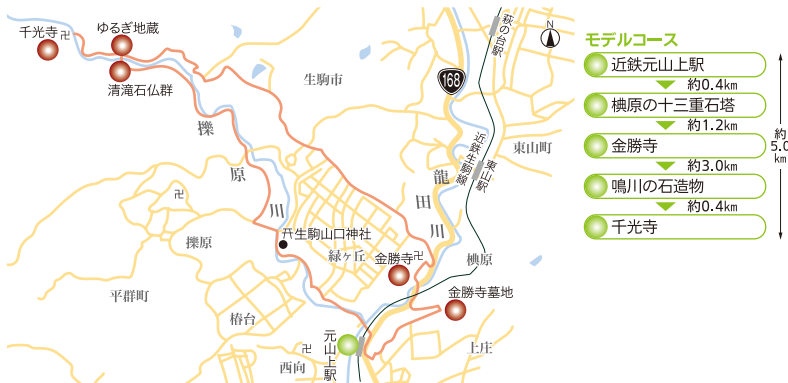 千光寺
卍
ゆるぎ地蔵
清滝石仏群
生駒市
168
萩の台駅
N
櫟原川
近鉄生駒線
東山駅
東山町
龍田川
卍
櫟原
生駒山口神社
緑ヶ丘
金勝寺
卍
椣原
平群町
椿台
金勝寺墓地
元山上駅
卍
西向
上庄
モデルコース
近鉄元山上駅
約0.4km
椣原の十三重石塔
約1.2km
金勝寺
約3.0km
鳴川の石造物
約0.4km
千光寺
約5.0km